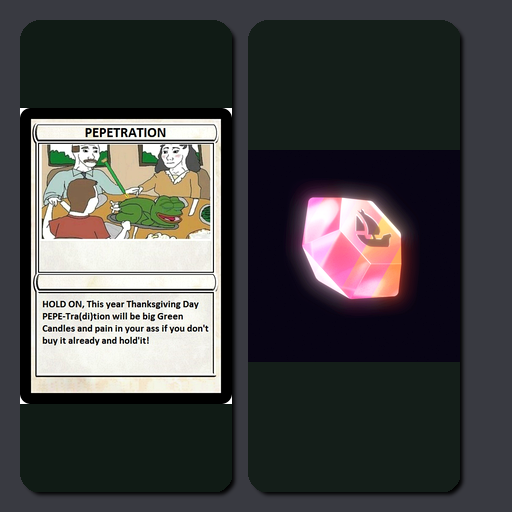 PEPETRATION
HOLD ON, This year Thanksgiving Day
PEPE-Tra(di)tion will be big Green
Candles and pain in your ass if you don't
buy it already and hold'it!